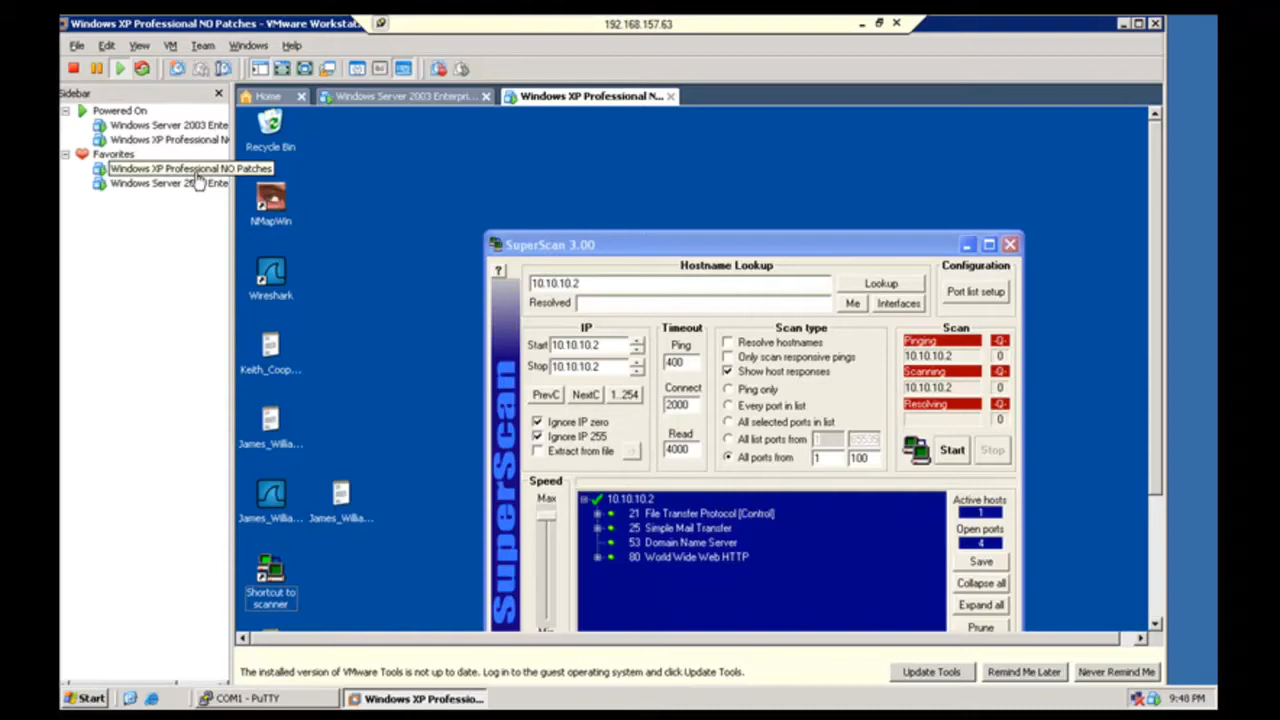 Windows XP Professional NO Patches - VMware Workstat...
192.168.157.63
File Edit View VM Team Windows Help
Sidebar
Powered On
Windows Server 2003 Ente
Windows XP Professional N
Favorites
Windows XP Professional NO Patches
Windows Server Ente
Home
Windows Server 2003 Enterpri...
Windows XP Professional N...
Recycle Bin
NMapWin
Wireshark
Keith_Coop...
James_Willia...
James_Willia...
James_Willia...
Shortcut to
scanner
SuperScan 3.00
?
Hostname Lookup
10.10.10.2
Lookup
Resolved
Me
Interfaces
Configuration
Port list setup
IP
Start 10.10.10.2
Stop 10.10.10.2
PrevC NextC 1..254
Ignore IP zero
Ignore IP 255
Extract from file
Timeout
Ping
400
Connect
2000
Read
4000
Scan type
Resolve hostnames
Only scan responsive pings
Show host responses
Ping only
Every port in list
All selected ports in list
All list ports from 1
All ports from 1 100
Scan
Pinging
10.10.10.2 0
Scanning
10.10.10.2 0
Resolving
0
Start Stop
Speed
Max
Min
SuperScan
10.10.10.2
21 File Transfer Protocol [Control]
25 Simple Mail Transfer
53 Domain Name Server
80 World Wide Web HTTP
Active hosts
1
Open ports
4
Save
Collapse all
Expand all
Prune
The installed version of VMware Tools is not up to date. Log in to the guest operating system and click Update Tools.
Update Tools
Remind Me Later
Never Remind Me
Start
COM1 - PuTTY
Windows XP Professio...
9:48 PM